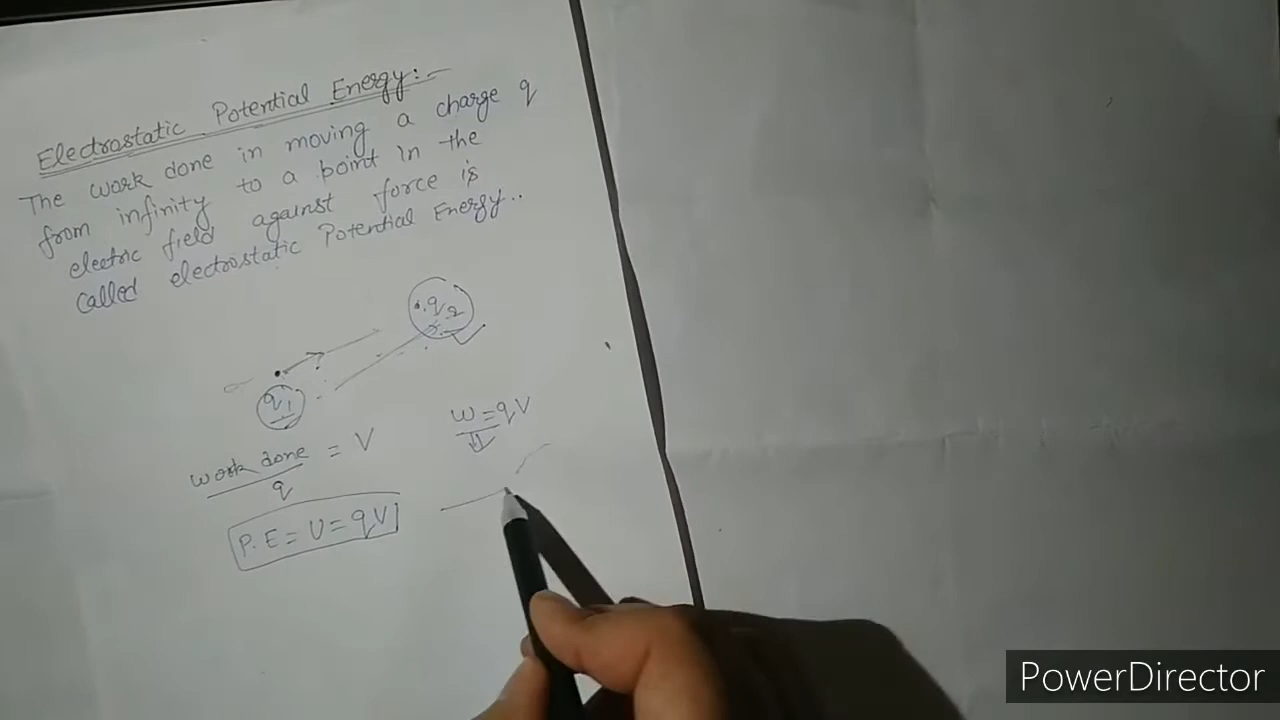 Electrostatic Potential Energy:-
The work done in moving a charge q
from infinity to a point in the
electric field against force is
called electrostatic Potential Energy..
q2
q1
work done / q = V
W = qV
P.E = U = qV
PowerDirector